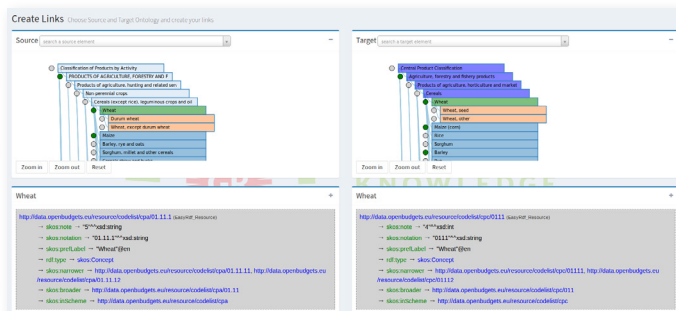 Create Links Choose Source and Target Ontology and create your links.
Source search a source element
Classification of Products by Activity
PRODUCTS OF AGRICULTURE, FORESTRY AND F
Products of agriculture, hunting and related serv
Non-perennial crops
Cereals (except rice), leguminous crops and oil
Wheat
Durum wheat
Wheat, except durum wheat
Maize
Barley, rye and oats
Sorghum, millet and other cereals
Zoom in Zoom out Reset
Wheat
http://data.openbudgets.eu/resource/codelist/cpa/01.11.1 (EasyRdf_Resource)
→ skos:note → "5"^^xsd:string
→ skos:notation → "01.11.1"^^xsd:string
→ skos:prefLabel → "Wheat"@en
→ rdf:type → skos:Concept
→ skos:narrower → http://data.openbudgets.eu/resource/codelist/cpa/01.11.11, http://data.openbudgets.eu
/resource/codelist/cpa/01.11.12
→ skos:broader → http://data.openbudgets.eu/resource/codelist/cpa/01.11
→ skos:inScheme → http://data.openbudgets.eu/resource/codelist/cpa
Target search a target element
Central Product Classification
Agriculture, forestry and fishery products
Products of agriculture, horticulture and market
Cereals
Wheat
Wheat, seed
Wheat, other
Maize (corn)
Rice
Sorghum
Barley
Zoom in Zoom out Reset
KNOWLEDGE
Wheat
http://data.openbudgets.eu/resource/codelist/cpc/0111 (EasyRdf_Resource)
→ skos:note → "4"^^xsd:int
→ skos:notation → "0111"^^xsd:string
→ skos:prefLabel → "Wheat"@en
→ rdf:type → skos:Concept
→ skos:narrower → http://data.openbudgets.eu/resource/codelist/cpc/01111, http://data.openbudgets.eu
/resource/codelist/cpc/01112
→ skos:broader → http://data.openbudgets.eu/resource/codelist/cpc/011
→ skos:inScheme → http://data.openbudgets.eu/resource/codelist/cpc